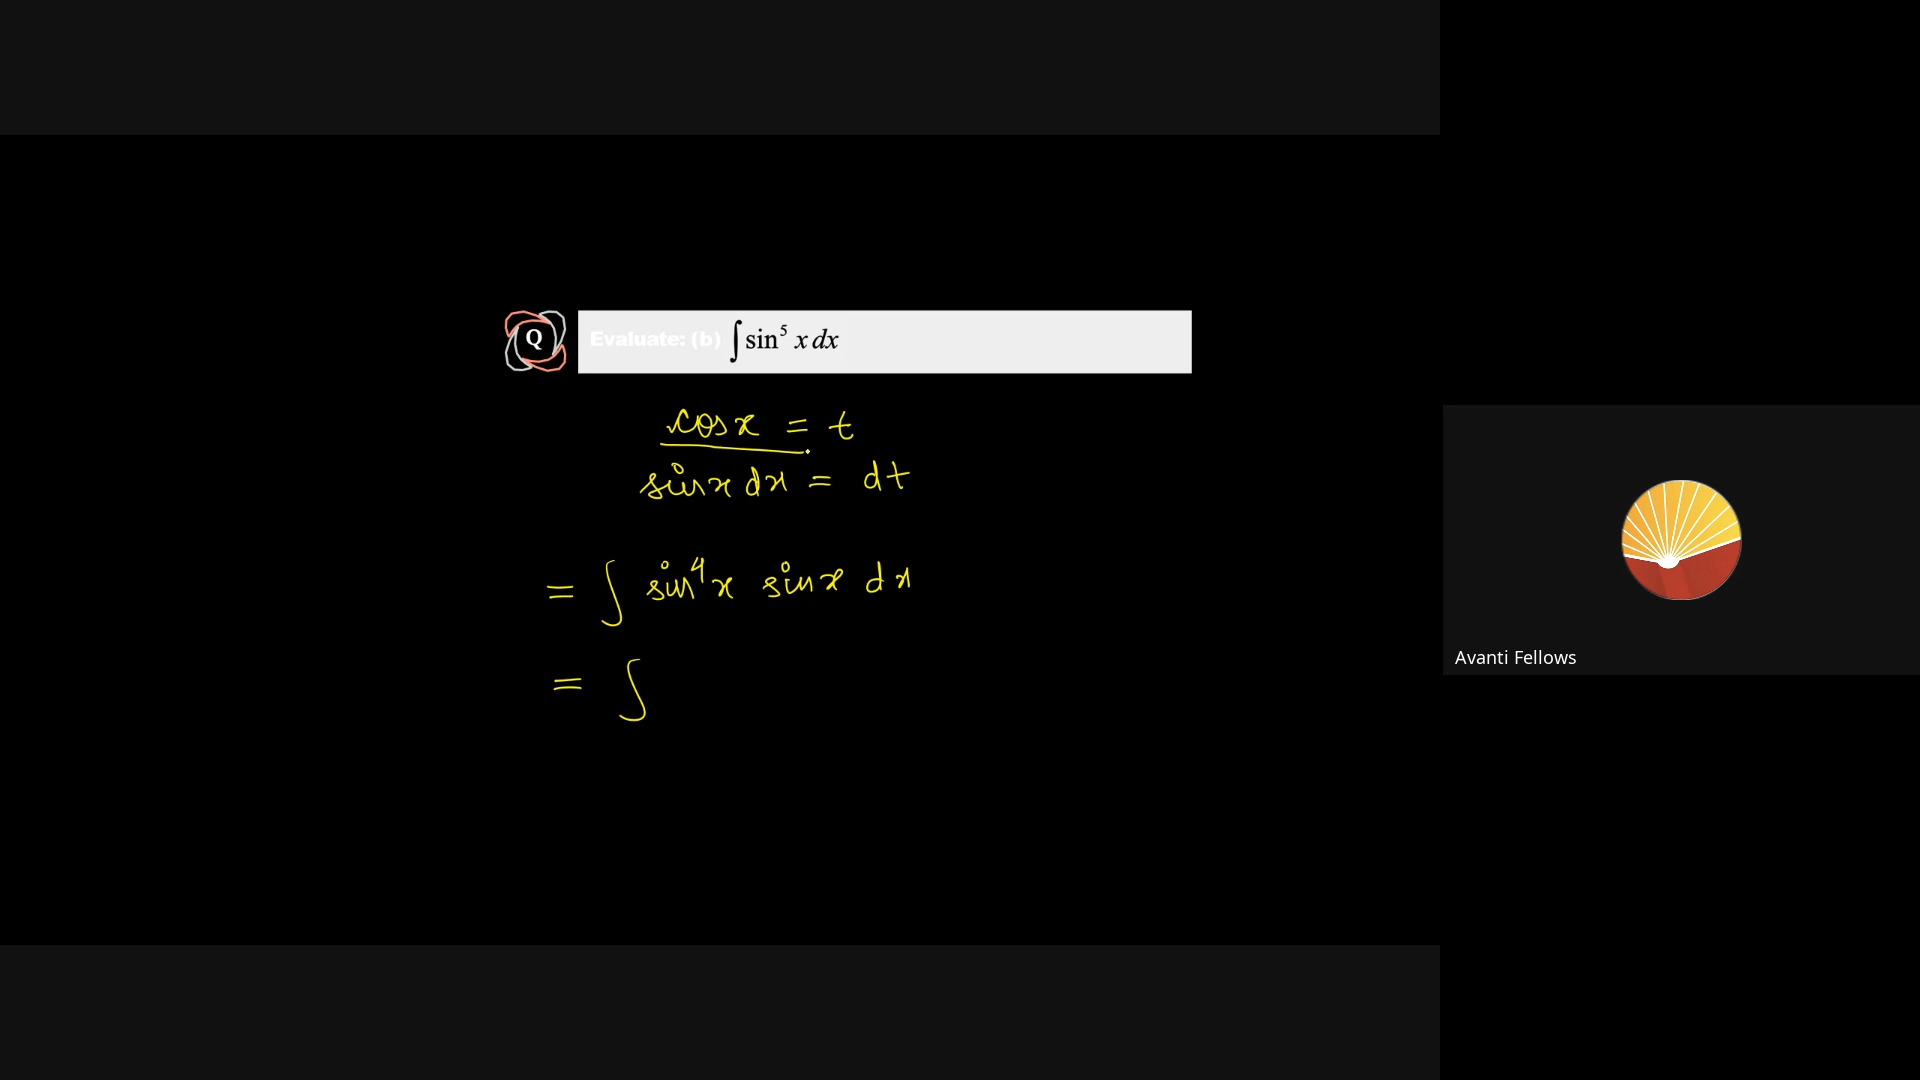 Q Evaluate: (b) ∫ sin⁵ x dx
cos x = t
sin x dx = dt
= ∫ sin⁴x sin x dx
= ∫
Avanti Fellows